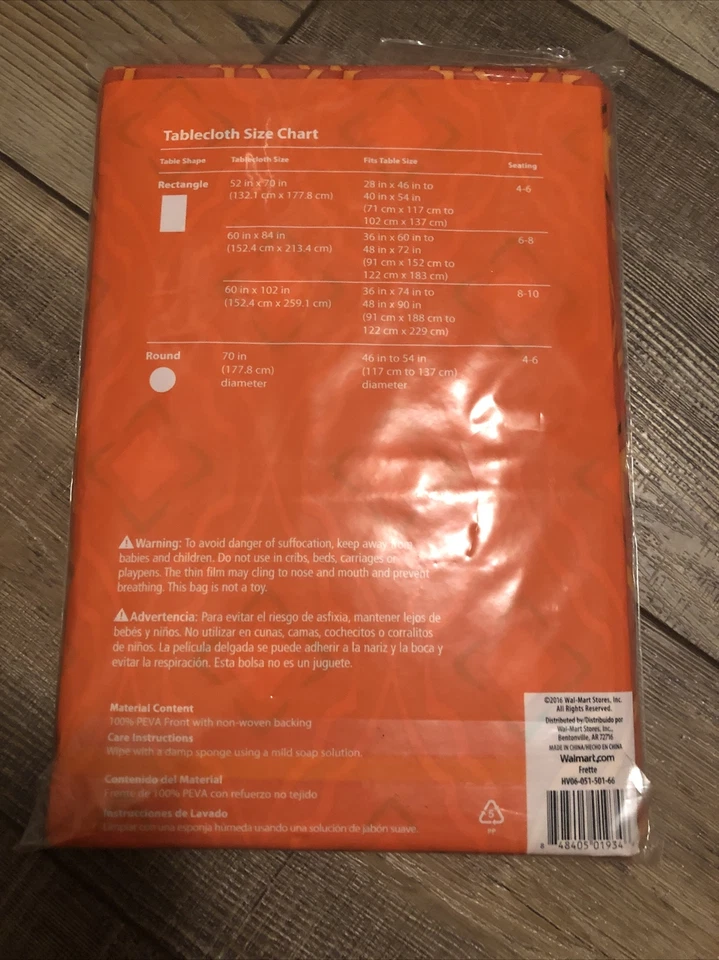 Tablecloth Size Chart
Table Shape Tablecloth Size Fits Table Size Seating
Rectangle 52 in x 70 in 28 in x 46 in to 4-6
(132.1 cm x 177.8 cm) 40 in x 54 in
(71 cm x 117 cm to
102 cm x 137 cm)
60 in x 84 in 36 in x 60 in to 6-8
(152.4 cm x 213.4 cm) 48 in x 72 in
(91 cm x 152 cm to
122 cm x 183 cm)
60 in x 102 in 36 in x 74 in to 8-10
(152.4 cm x 259.1 cm) 48 in x 90 in
(91 cm x 188 cm to
122 cm x 229 cm)
Round 70 in 46 in to 54 in 4-6
(177.8 cm) (117 cm to 137 cm)
diameter diameter
Warning: To avoid danger of suffocation, keep away from
babies and children. Do not use in cribs, beds, carriages or
playpens. The thin film may cling to nose and mouth and prevent
breathing. This bag is not a toy.
Advertencia: Para evitar el riesgo de asfixia, mantener lejos de
bebés y niños. No utilizar en cunas, camas, cochecitos o corralitos
de niños. La película delgada se puede adherir a la nariz y la boca y
evitar la respiración. Esta bolsa no es un juguete.
Material Content
100% PEVA Front with non-woven backing
Care Instructions
Wipe with a damp sponge using a mild soap solution.
Contenido del Material
Frente de 100% PEVA con refuerzo no tejido
Instrucciones de Lavado
Limpiar con una esponja húmeda usando una solución de jabón suave.
5
PP
©2016 Wal-Mart Stores, Inc.
All Rights Reserved.
Distributed by/Distribuido por
Wal-Mart Stores, Inc.,
Bentonville, AR 72716
MADE IN CHINA/HECHO EN CHINA
Walmart.com
Frette
HV06-051-501-66
8 48405 01934